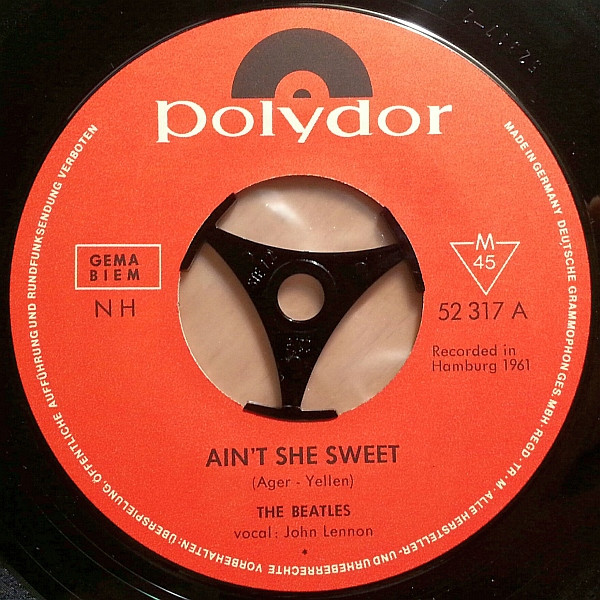 polydor
GEMA
BIEM
NH
M
45
52 317 A
Recorded in
Hamburg 1961
AIN'T SHE SWEET
(Ager - Yellen)
THE BEATLES
vocal: John Lennon
*
MADE IN GERMANY DEUTSCHE GRAMMOPHON GES. MBH · REGD. TR. M · ALLE HERSTELLER- UND URHEBERRECHTE VORBEHALTEN: ÜBERSPIELUNG, ÖFFENTLICHE AUFFÜHRUNG UND RUNDFUNKSENDUNG VERBOTEN